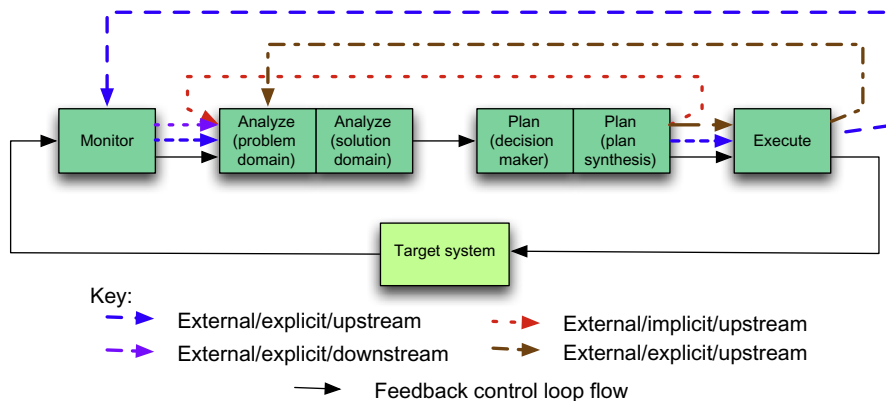 Monitor
Analyze
(problem
domain)
Analyze
(solution
domain)
Plan
(decision
maker)
Plan
(plan
synthesis)
Execute
Target system
Key:
External/explicit/upstream
External/implicit/upstream
External/explicit/downstream
External/explicit/upstream
Feedback control loop flow